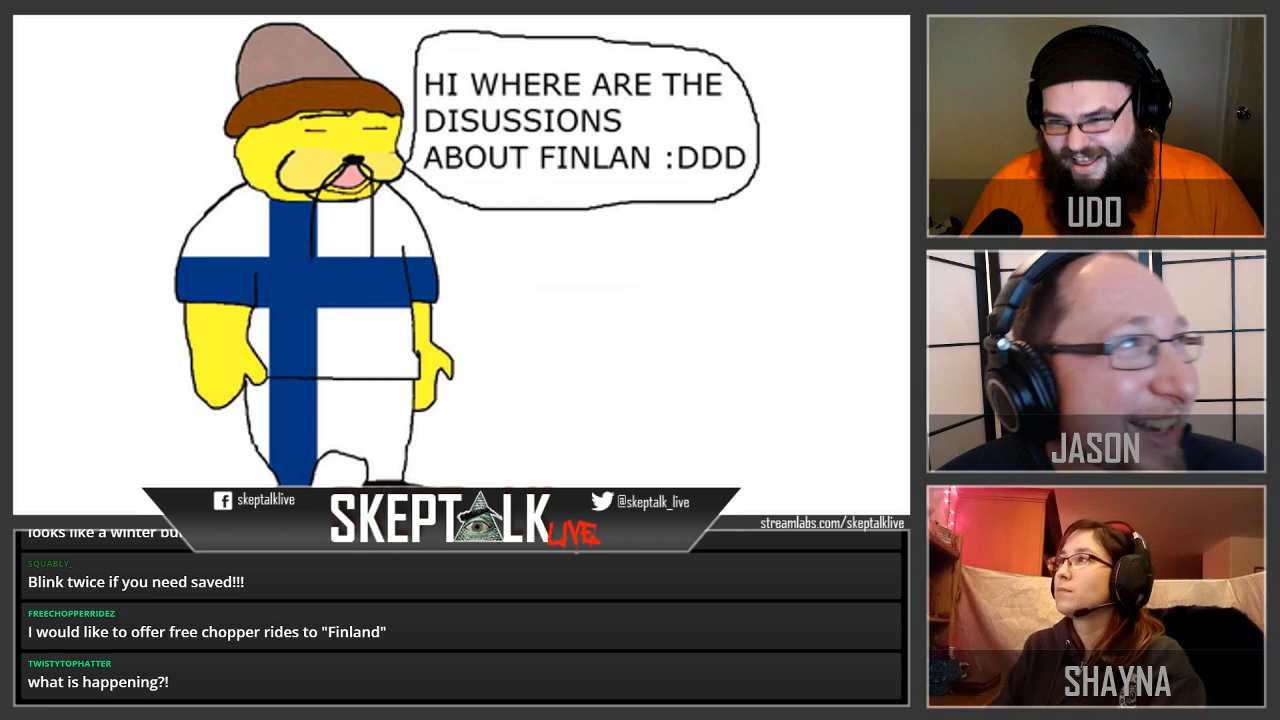 HI WHERE ARE THE
DISUSSIONS
ABOUT FINLAN :DDD
UDO
JASON
SHAYNA
skeptalklive
SKEPTALK
LIVE
@skeptalk_live
streamlabs.com/skeptalklive
looks like a winter
SQUABLY_
Blink twice if you need saved!!!
FREECHOPPERRIDEZ
I would like to offer free chopper rides to "Finland"
TWISTYTOPHATTER
what is happening?!